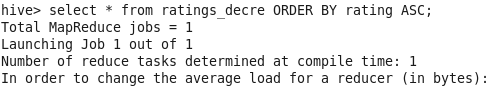 hive> select * from ratings_decre ORDER BY rating ASC;
Total MapReduce jobs = 1
Launching Job 1 out of 1
Number of reduce tasks determined at compile time: 1
In order to change the average load for a reducer (in bytes):